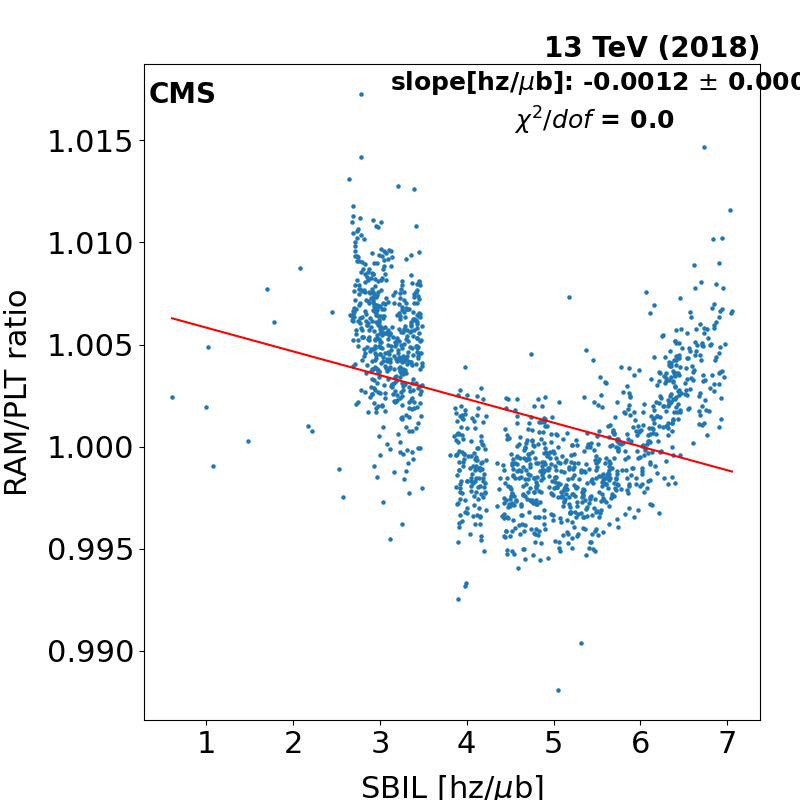 13 TeV (2018)
CMS
slope[hz/μb]: -0.0012 ± 0.000
χ²/dof = 0.0
1.015
1.010
1.005
1.000
0.995
0.990
RAM/PLT ratio
1 2 3 4 5 6 7
SBIL [hz/μb]